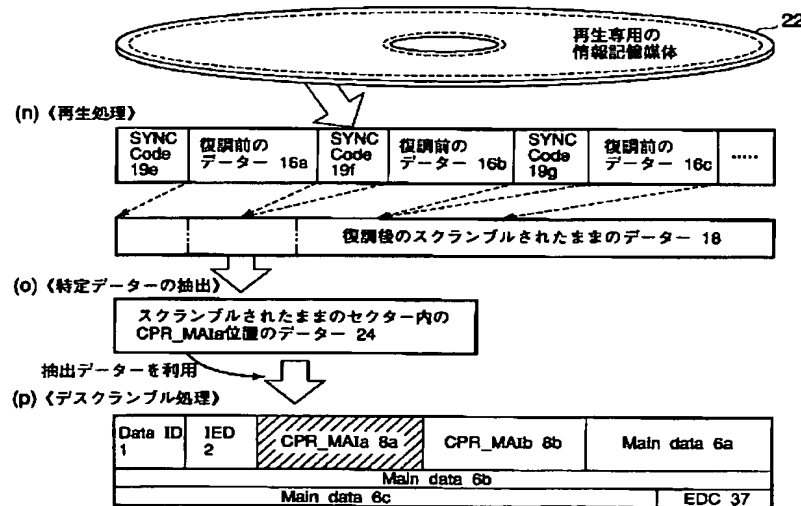 22
再生専用の
情報記憶媒体
(n)《再生処理》
SYNC
Code
19e
復調前の
データー 16a
SYNC
Code
19f
復調前の
データー 16b
SYNC
Code
19g
復調前の
データー 16c
.....
復調後のスクランブルされたままのデーター 18
(o)《特定データーの抽出》
スクランブルされたままのセクター内の
CPR_MAIa位置のデーター 24
抽出データーを利用
(p)《デスクランブル処理》
Data ID
1
IED
2
CPR_MAIa 8a
CPR_MAIb 8b
Main data 6a
Main data 6b
Main data 6c
EDC 37